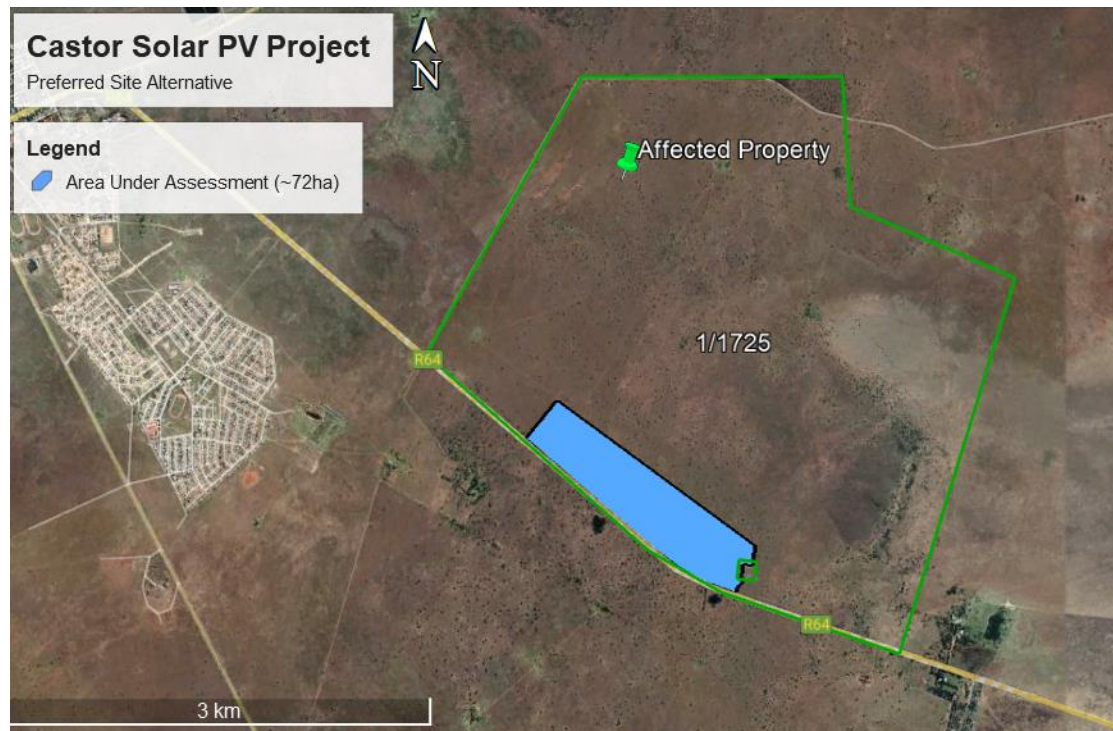 Castor Solar PV Project
Preferred Site Alternative
N
Legend
Area Under Assessment (~72ha)
Affected Property
1/1725
R64
R64
3 km